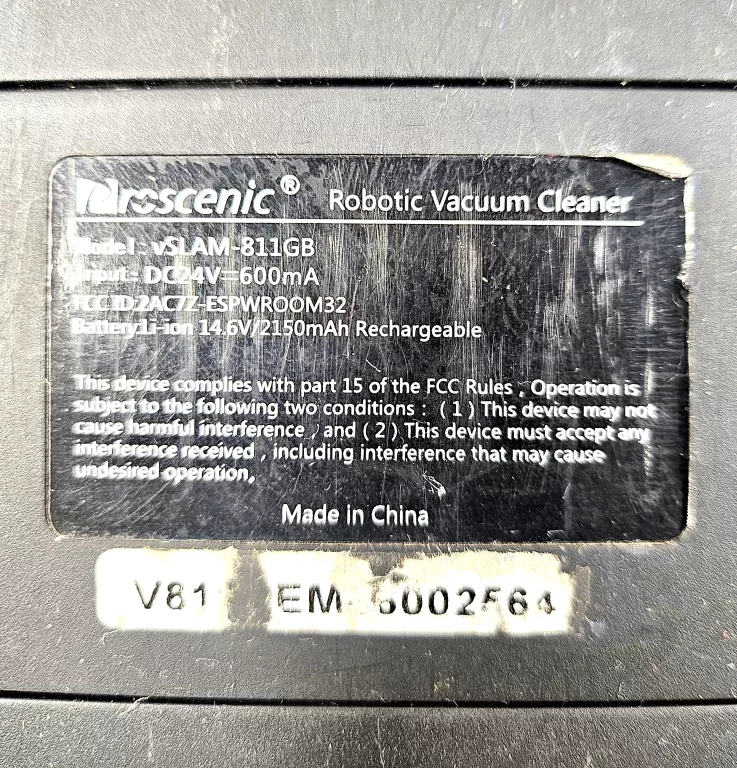 Proscenic® Robotic Vacuum Cleaner
Model : vSLAM-811GB
Input : DC24V⎓600mA
FCC ID:2AC7Z-ESPWROOM32
Battery:Li-ion 14.6V/2150mAh Rechargeable
This device complies with part 15 of the FCC Rules , Operation is
subject to the following two conditions : ( 1 ) This device may not
cause harmful interference , and ( 2 ) This device must accept any
interference received , including interference that may cause
undesired operation,
Made in China
V81 EM